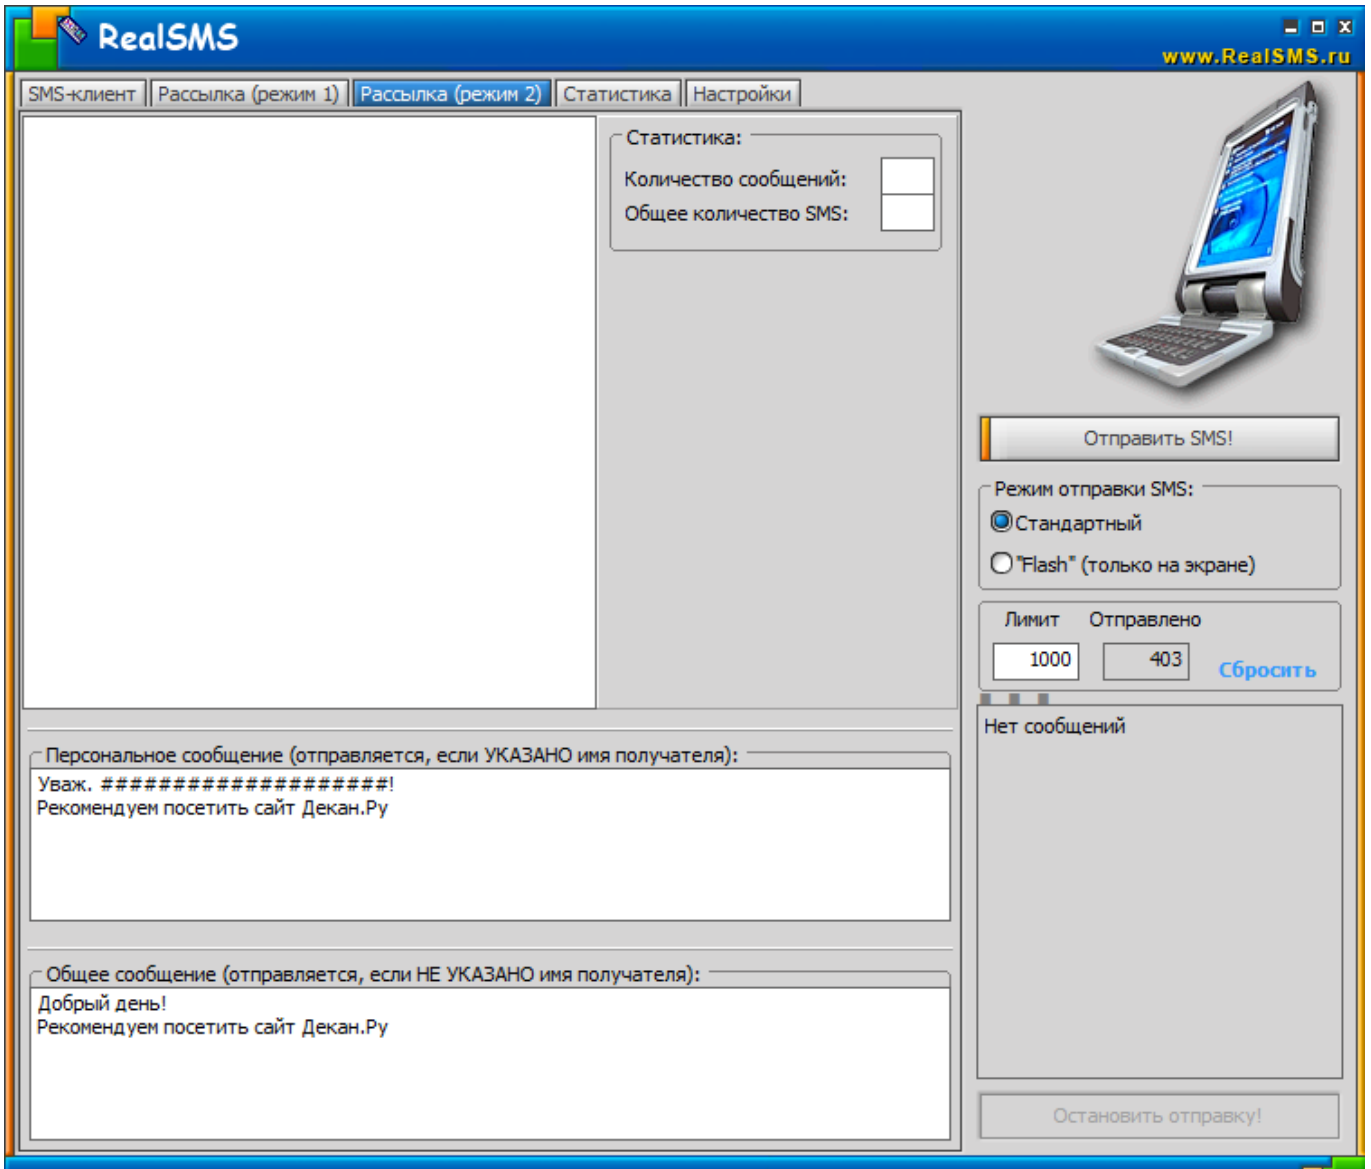 RealSMS
www.RealSMS.ru
SMS-клиент Рассылка (режим 1) Рассылка (режим 2) Статистика Настройки
Статистика:
Количество сообщений:
Общее количество SMS:
Отправить SMS!
Режим отправки SMS:
Стандартный
"Flash" (только на экране)
Лимит Отправлено
1000 403 Сбросить
Нет сообщений
Персональное сообщение (отправляется, если УКАЗАНО имя получателя):
Уваж. ####################!
Рекомендуем посетить сайт Декан.Ру
Общее сообщение (отправляется, если НЕ УКАЗАНО имя получателя):
Добрый день!
Рекомендуем посетить сайт Декан.Ру
Остановить отправку!